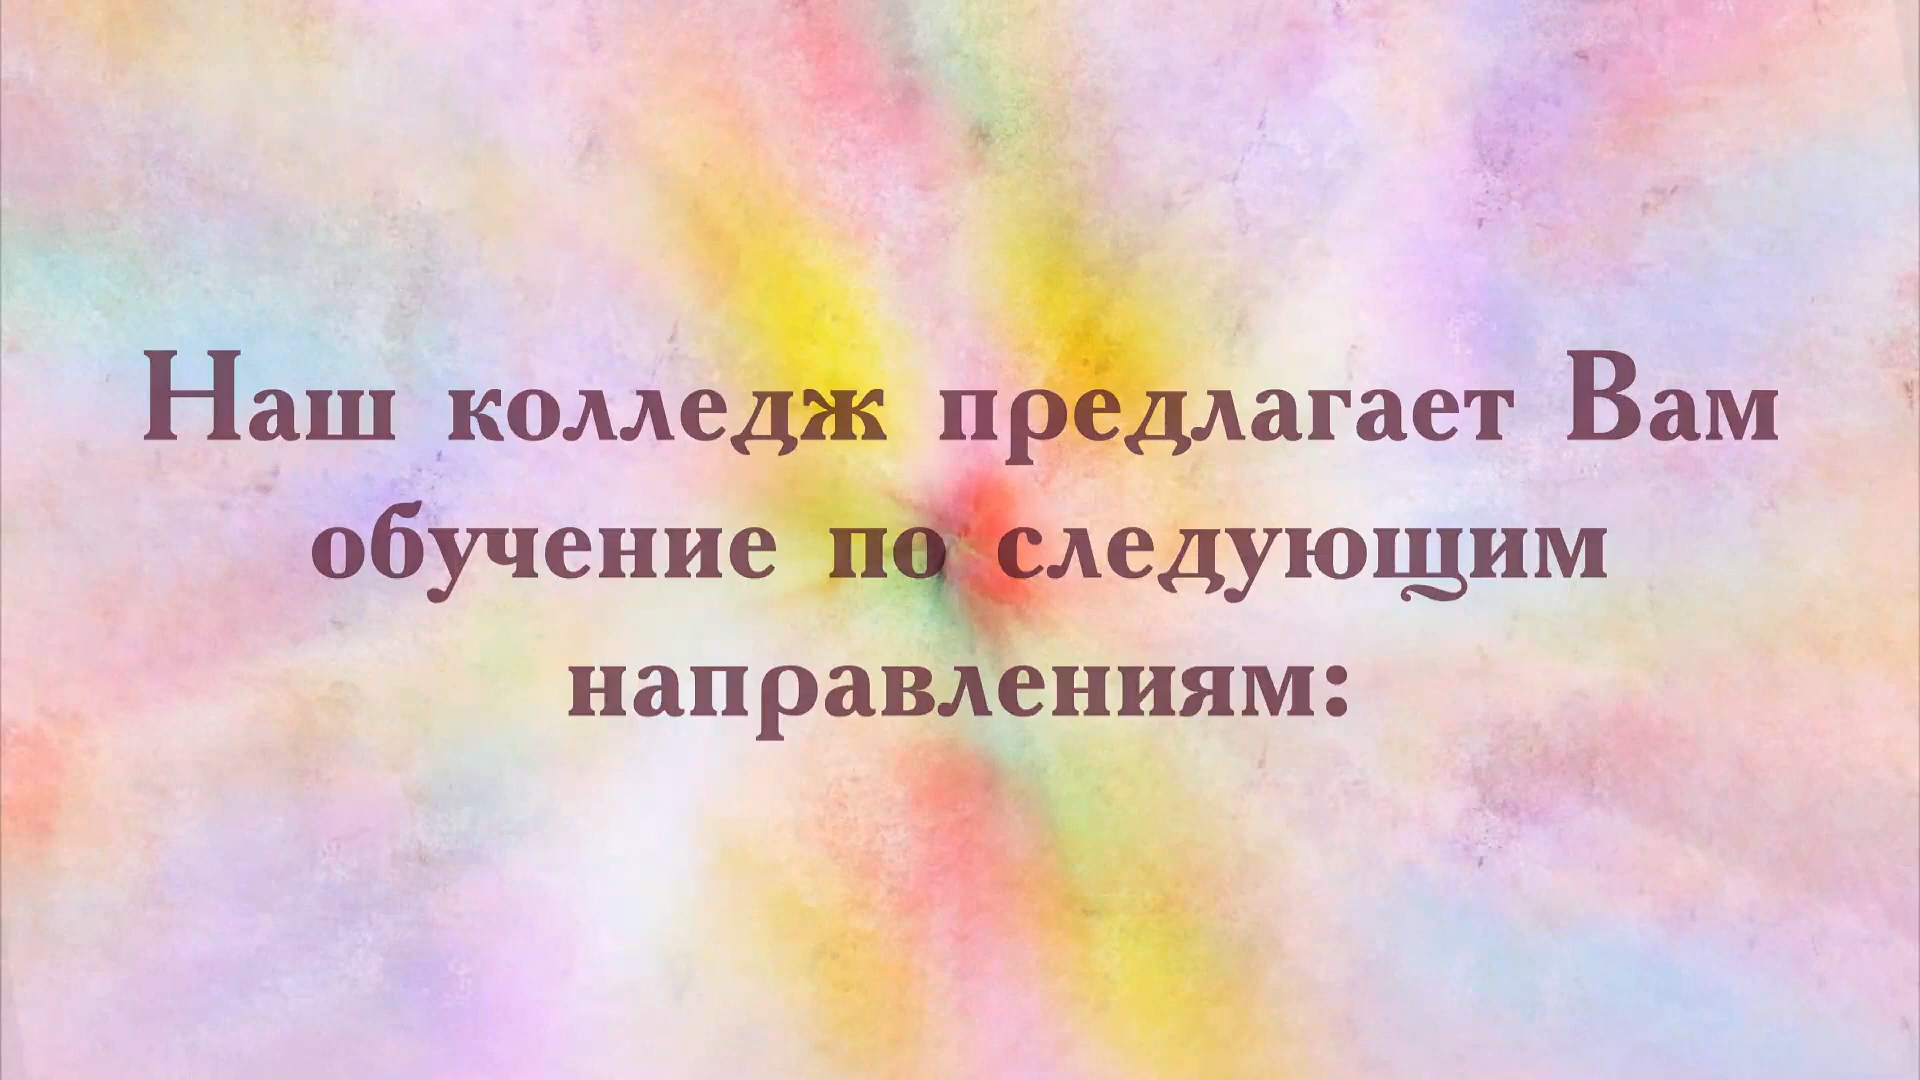 Наш колледж предлагает Вам
обучение по следующим
направлениям: